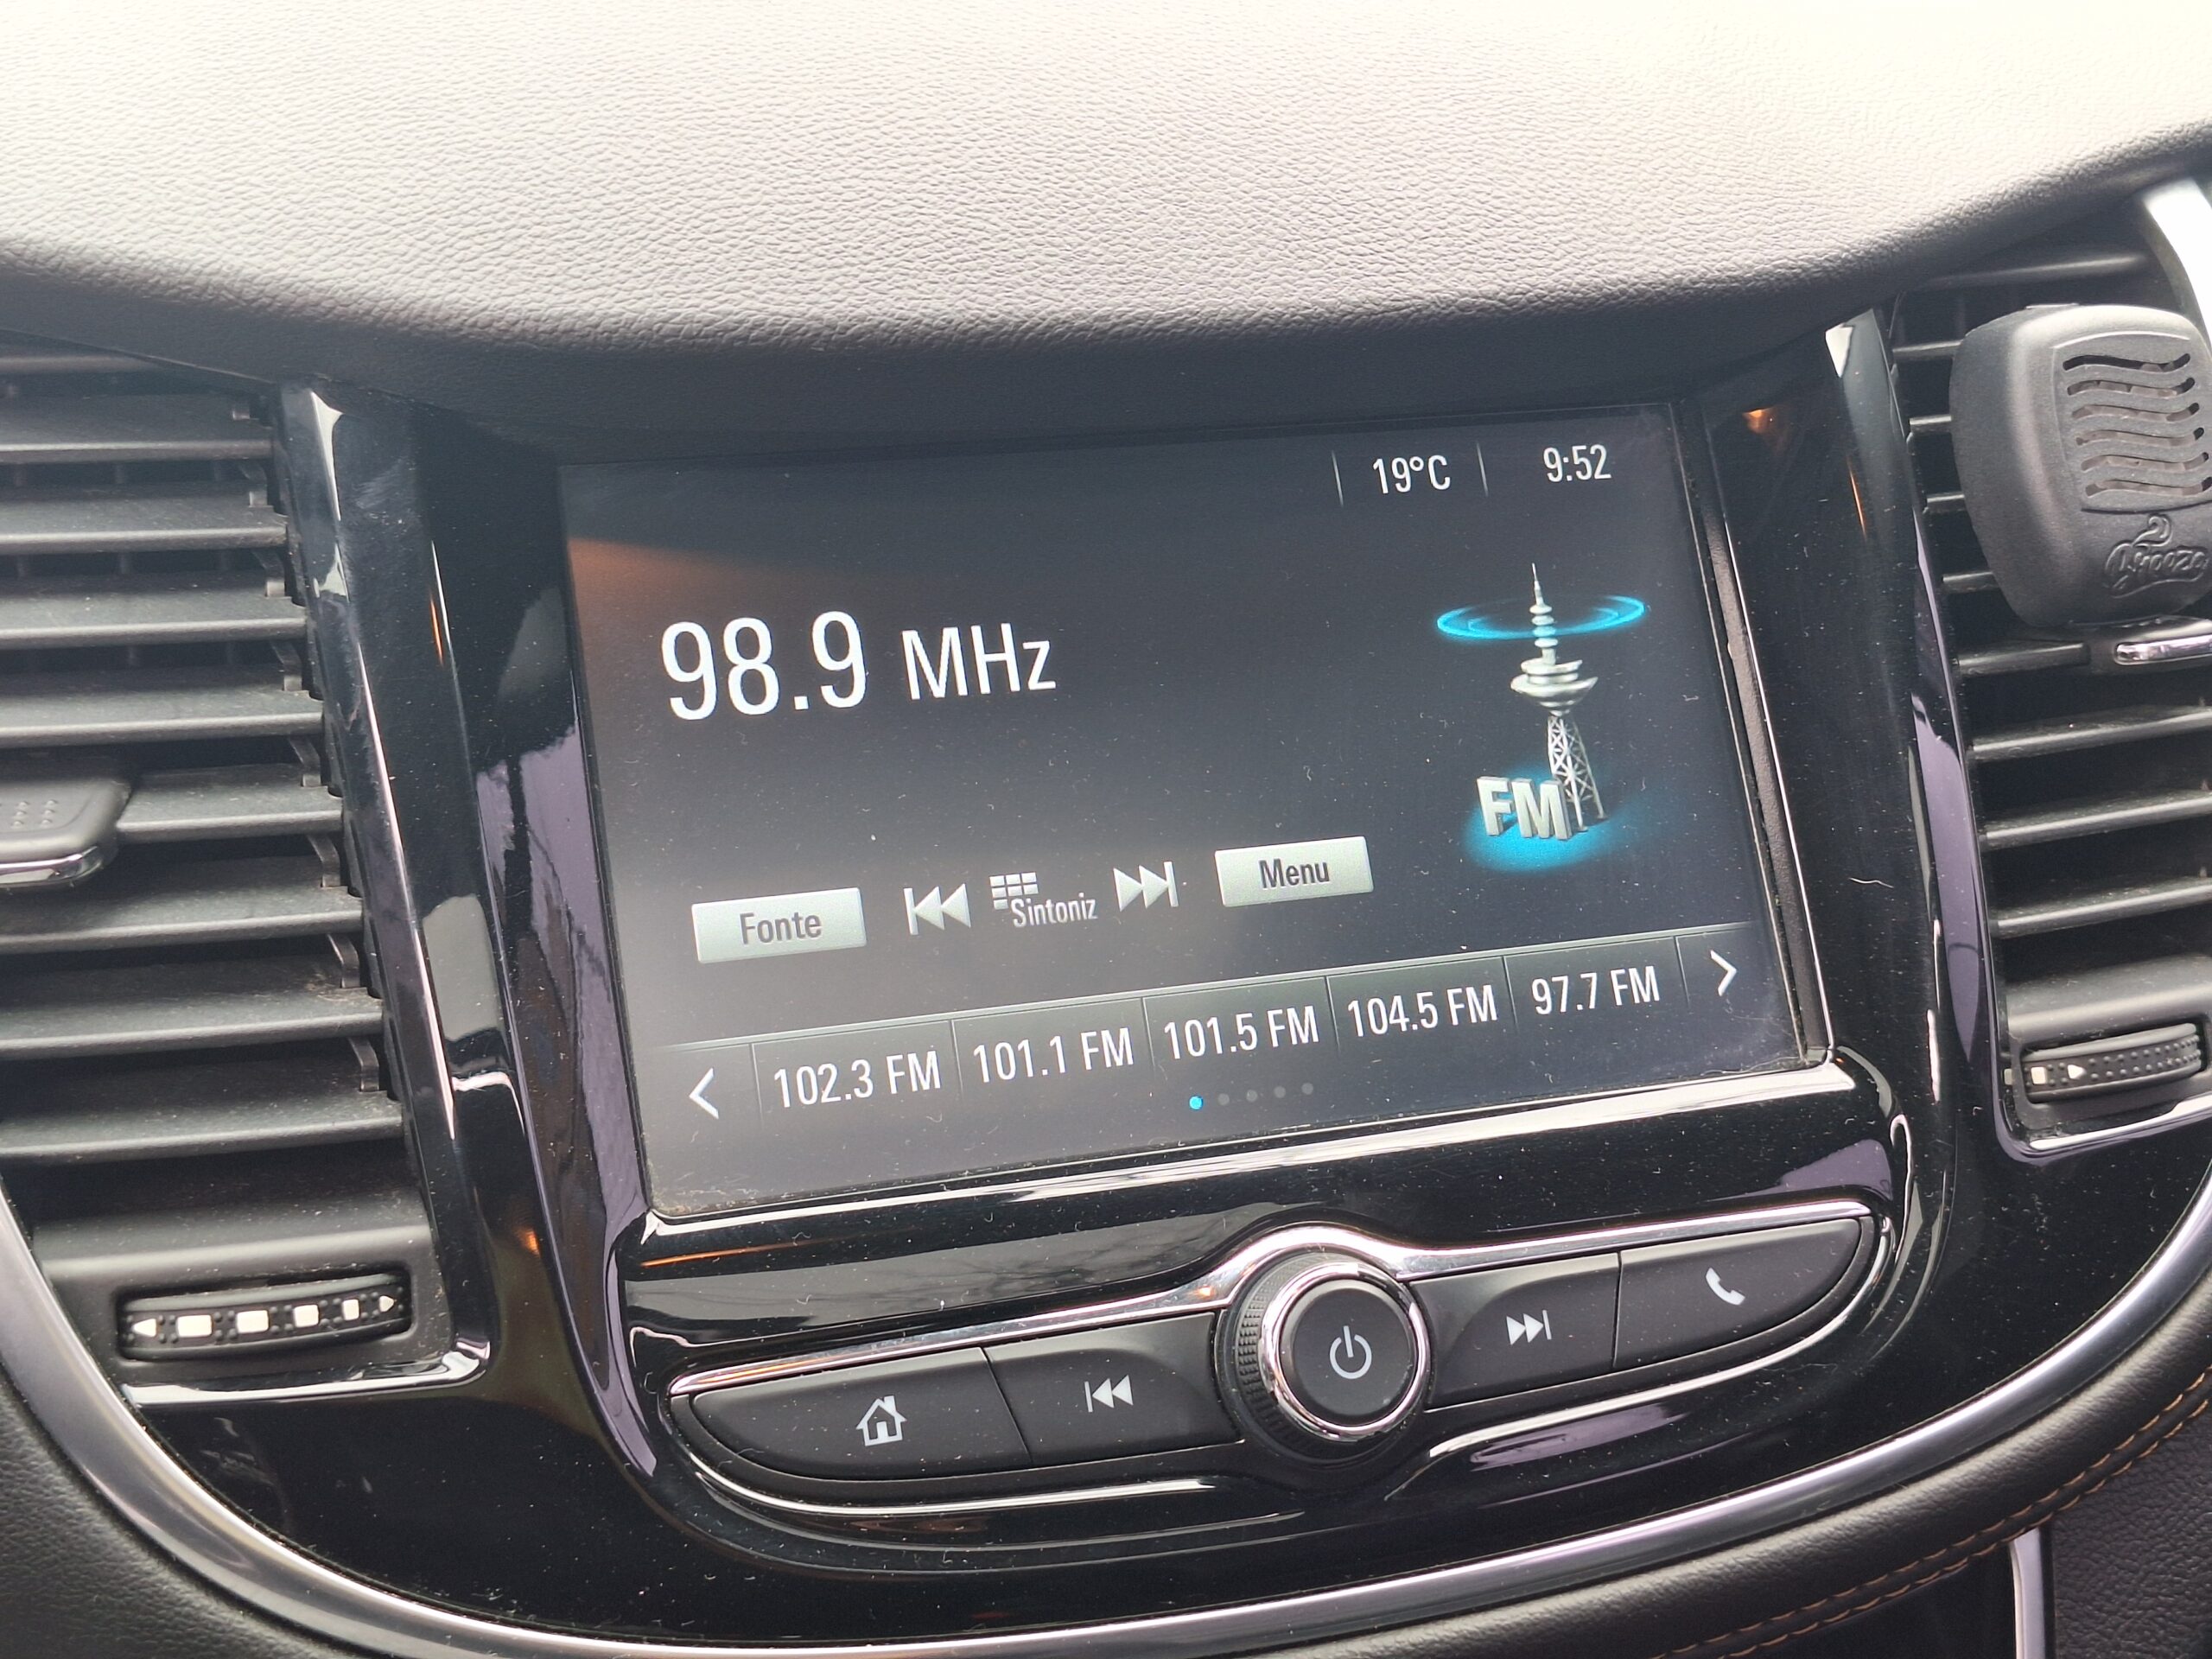 19°C 9:52
98.9 MHz
FM
Fonte Sintoniz Menu
102.3 FM 101.1 FM 101.5 FM 104.5 FM 97.7 FM